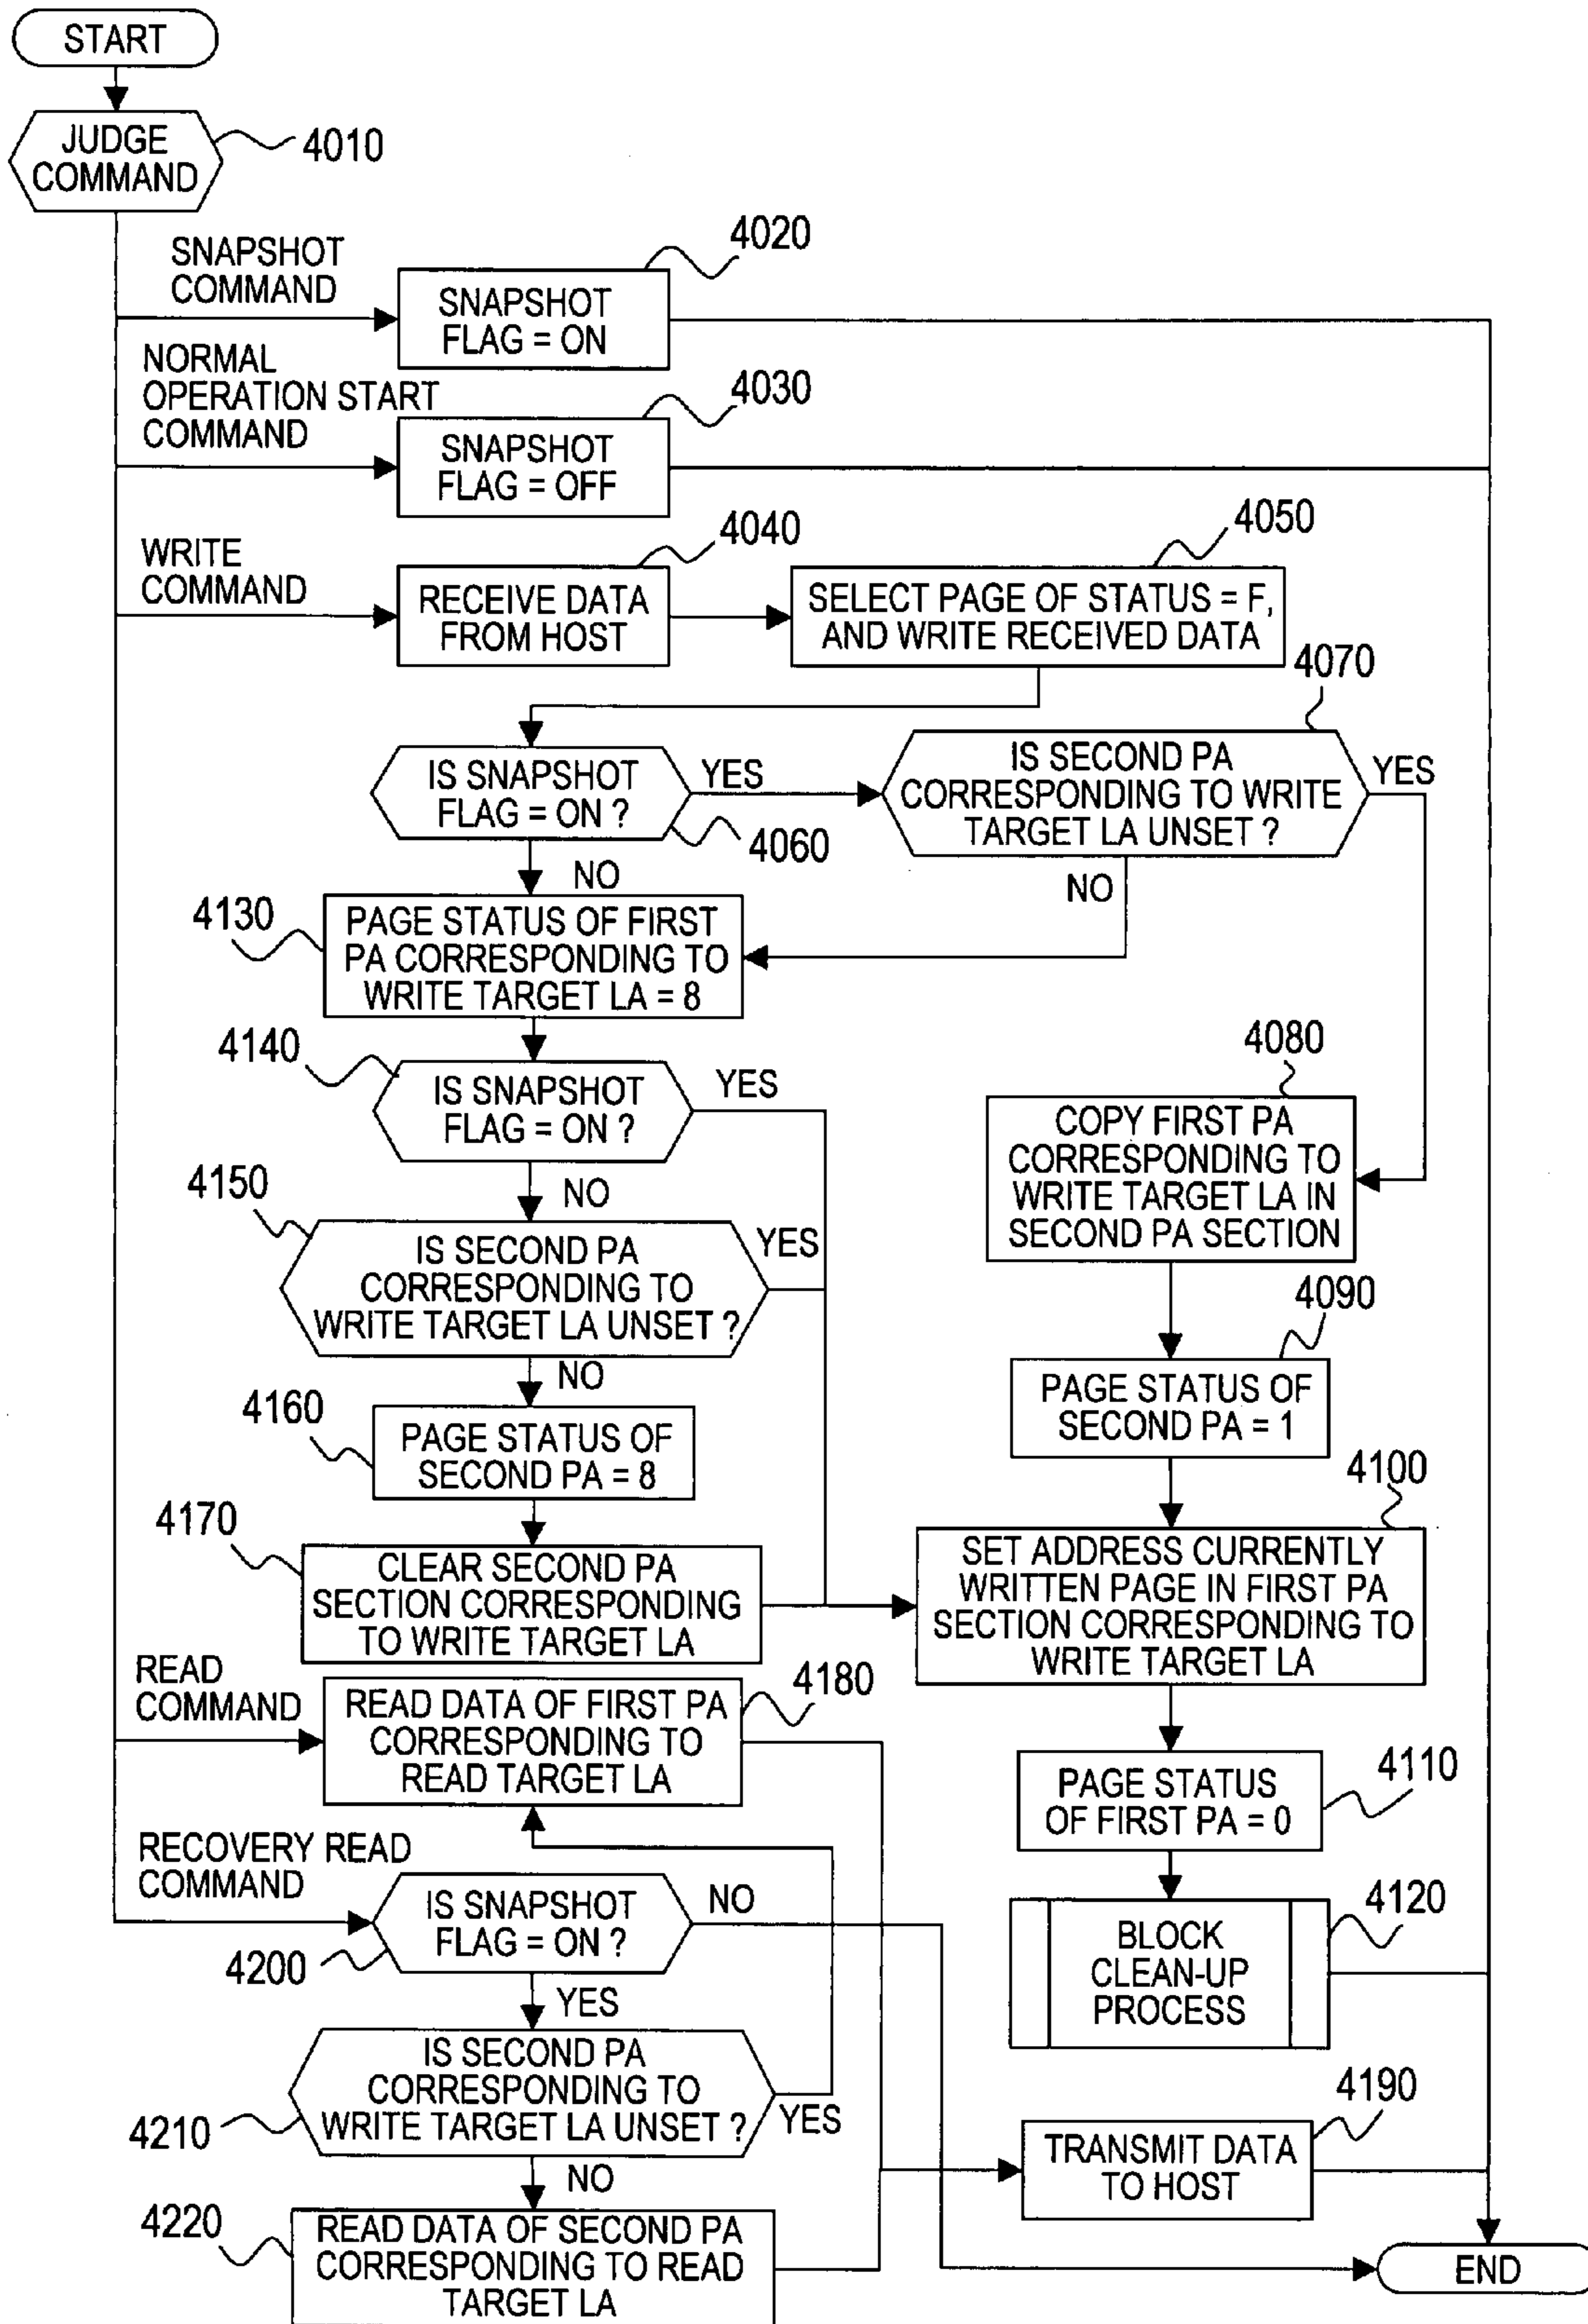 START
JUDGE
COMMAND
4010
SNAPSHOT
COMMAND
4020
SNAPSHOT
FLAG = ON
NORMAL
OPERATION START
COMMAND
4030
SNAPSHOT
FLAG = OFF
WRITE
COMMAND
4040
RECEIVE DATA
FROM HOST
4050
SELECT PAGE OF STATUS = F,
AND WRITE RECEIVED DATA
4070
IS SNAPSHOT
FLAG = ON ?
YES
4060
NO
IS SECOND PA
CORRESPONDING TO WRITE
TARGET LA UNSET ?
YES
NO
4130
PAGE STATUS OF FIRST
PA CORRESPONDING TO
WRITE TARGET LA = 8
4140
IS SNAPSHOT
FLAG = ON ?
YES
NO
4080
COPY FIRST PA
CORRESPONDING TO
WRITE TARGET LA IN
SECOND PA SECTION
4150
IS SECOND PA
CORRESPONDING TO
WRITE TARGET LA UNSET ?
YES
NO
4090
PAGE STATUS OF
SECOND PA = 1
4160
PAGE STATUS OF
SECOND PA = 8
4100
SET ADDRESS CURRENTLY
WRITTEN PAGE IN FIRST PA
SECTION CORRESPONDING TO
WRITE TARGET LA
4170
CLEAR SECOND PA
SECTION CORRESPONDING
TO WRITE TARGET LA
READ
COMMAND
4180
READ DATA OF FIRST PA
CORRESPONDING TO
READ TARGET LA
4110
PAGE STATUS
OF FIRST PA = 0
RECOVERY READ
COMMAND
IS SNAPSHOT
FLAG = ON ?
NO
4200
YES
4120
BLOCK
CLEAN-UP
PROCESS
IS SECOND PA
CORRESPONDING TO
WRITE TARGET LA UNSET ?
4210
YES
NO
4190
TRANSMIT DATA
TO HOST
4220
READ DATA OF SECOND PA
CORRESPONDING TO READ
TARGET LA
END